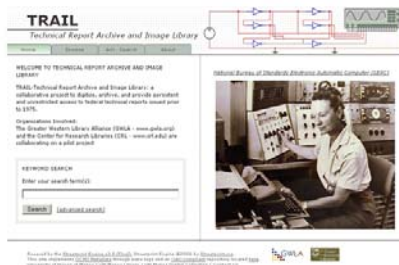 TRAIL
Technical Report Archive and Image Library
Home Browse Adv. Search About
WELCOME TO TECHNICAL REPORT ARCHIVE AND IMAGE
LIBRARY
National Bureau of Standards Electronic Automatic Computer (SEAC)
TRAIL-Technical Report Archive and Image Library: a
collaborative project to digitize, archive, and provide persistent
and unrestricted access to federal technical reports issued prior
to 1975.
Organizations Involved:
The Greater Western Library Alliance (GWLA - www.gwla.org)
and the Center for Research Libraries (CRL - www.crl.edu) are
collaborating on a pilot project
KEYWORD SEARCH
Enter your search term(s):
Search (advanced search)
GWLA